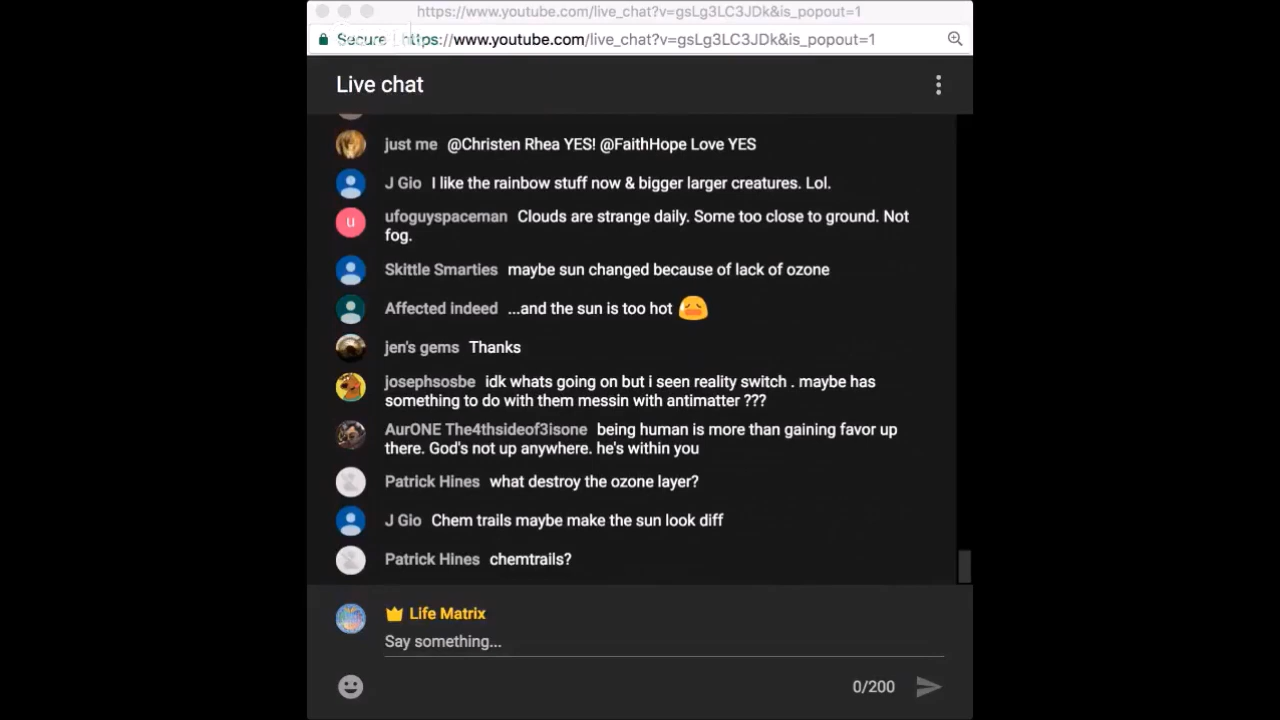 https://www.youtube.com/live_chat?v=gsLg3LC3JDk&is_popout=1
Secure https://www.youtube.com/live_chat?v=gsLg3LC3JDk&is_popout=1
Live chat
just me @Christen Rhea YES! @FaithHope Love YES
J Glo I like the rainbow stuff now & bigger larger creatures. Lol.
u
ufoguyspaceman Clouds are strange daily. Some too close to ground. Not
fog.
Skittle Smarties maybe sun changed because of lack of ozone
Affected indeed ...and the sun is too hot
jen's gems Thanks
josephsosbe idk whats going on but i seen reality switch . maybe has
something to do with them messin with antimatter ???
AurONE The4thsideof3isone being human is more than gaining favor up
there. God's not up anywhere. he's within you
Patrick Hines what destroy the ozone layer?
J Glo Chem trails maybe make the sun look diff
Patrick Hines chemtrails?
Life Matrix
Say something...
0/200